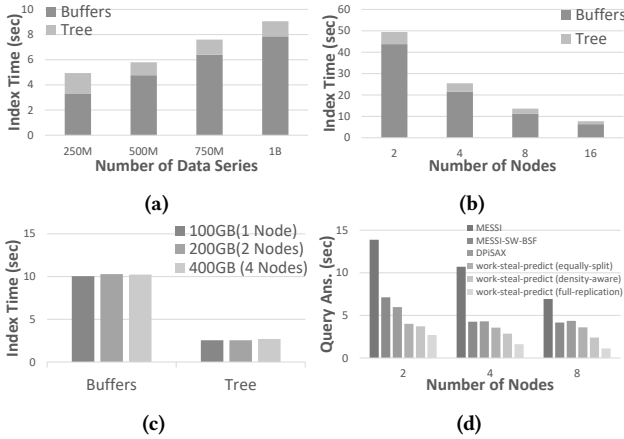 Index Time (sec)
10
8
6
4
2
0
Buffers
Tree
250M 500M 750M 1B
Number of Data Series
(a)
Index Time (sec)
60
50
40
30
20
10
0
Buffers
Tree
2 4 8 16
Number of Nodes
(b)
Index Time (sec)
15
10
5
0
100GB(1 Node)
200GB(2 Nodes)
400GB (4 Nodes)
Buffers Tree
(c)
Query Ans. (sec)
15
10
5
0
MESSI
MESSI-SW-BSF
DPiSAX
work-steal-predict (equally-split)
work-steal-predict (density-aware)
work-steal-predict (full-replication)
2 4 8
Number of Nodes
(d)